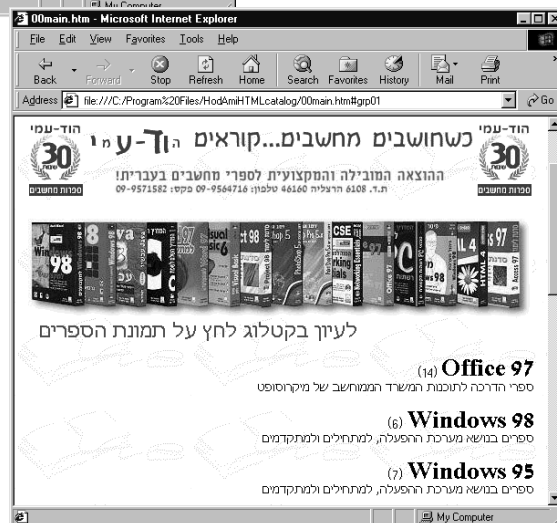 My Computer
00main.htm - Microsoft Internet Explorer
File Edit View Favorites Tools Help
Back Forward Stop Refresh Home Search Favorites History Mail Print
Address file:///C:/Program%20Files/HodAmiHTMLcatalog/00main.htm#grp01 Go
הוד-עמי
30
ספרות מחשבים
כשחושבים מחשבים...קוראים הוד-עמי
ההוצאה המובילה והמקצועית לספרי מחשבים בעברית!
ת.ד. 6108 הרצליה 46160 טלפון: 09-9564716 פקס: 09-9571582
הוד-עמי
30
ספרות מחשבים
לעיון בקטלוג לחץ על תמונת הספרים
Office 97 (14)
ספרי הדרכה לתוכנות המשרד הממוחשב של מיקרוסופט
Windows 98 (6)
ספרים בנושא מערכת ההפעלה, למתחילים ולמתקדמים
Windows 95 (7)
ספרים בנושא מערכת ההפעלה, למתחילים ולמתקדמים
My Computer